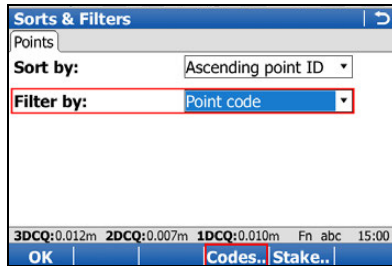 Sorts & Filters
Points
Sort by: Ascending point ID
Filter by: Point code
3DCQ:0.012m 2DCQ:0.007m 1DCQ:0.010m Fn abc 15:00
OK Codes.. Stake..